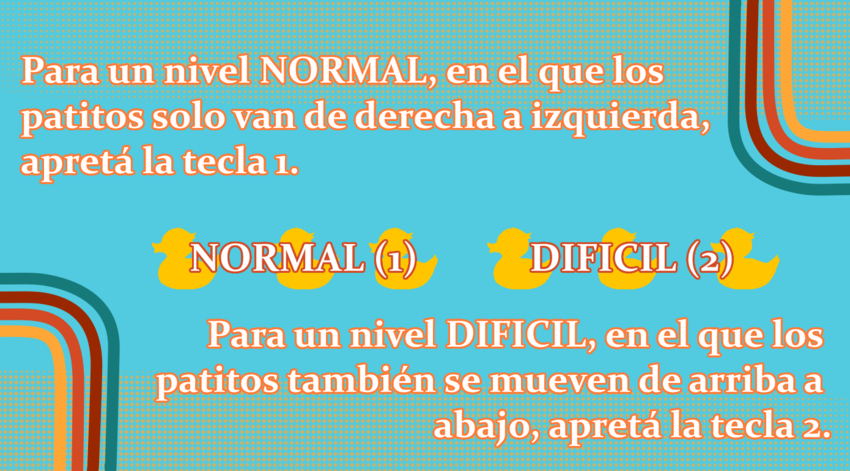 Para un nivel NORMAL, en el que los
patitos solo van de derecha a izquierda,
apretá la tecla 1.
NORMAL (1) DIFICIL (2)
Para un nivel DIFICIL, en el que los
patitos también se mueven de arriba a
abajo, apretá la tecla 2.